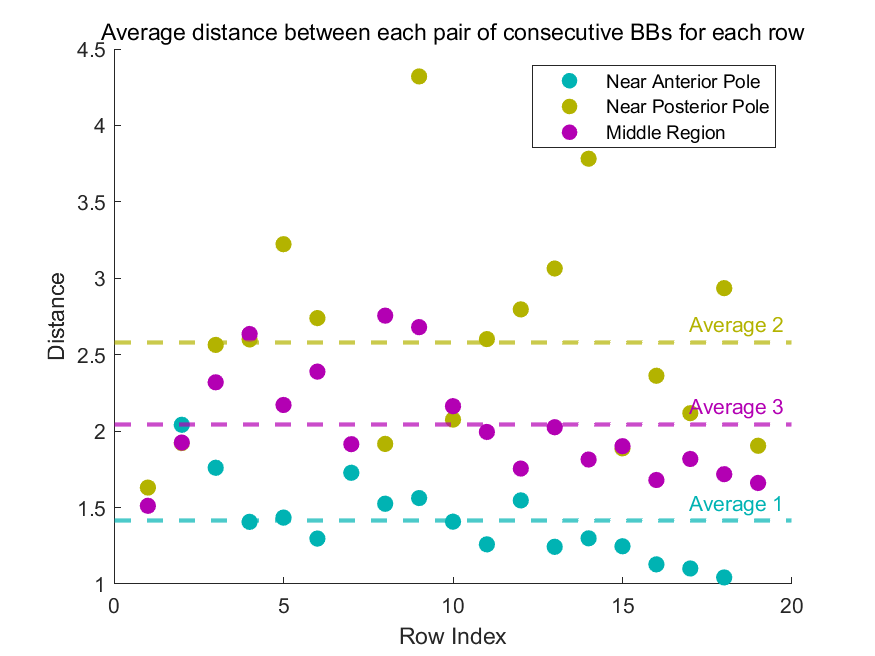 Average distance between each pair of consecutive BBs for each row
4.5
4
3.5
3
2.5
2
1.5
1
0
5
10
15
20
Distance
Row Index
Near Anterior Pole
Near Posterior Pole
Middle Region
Average 2
Average 3
Average 1